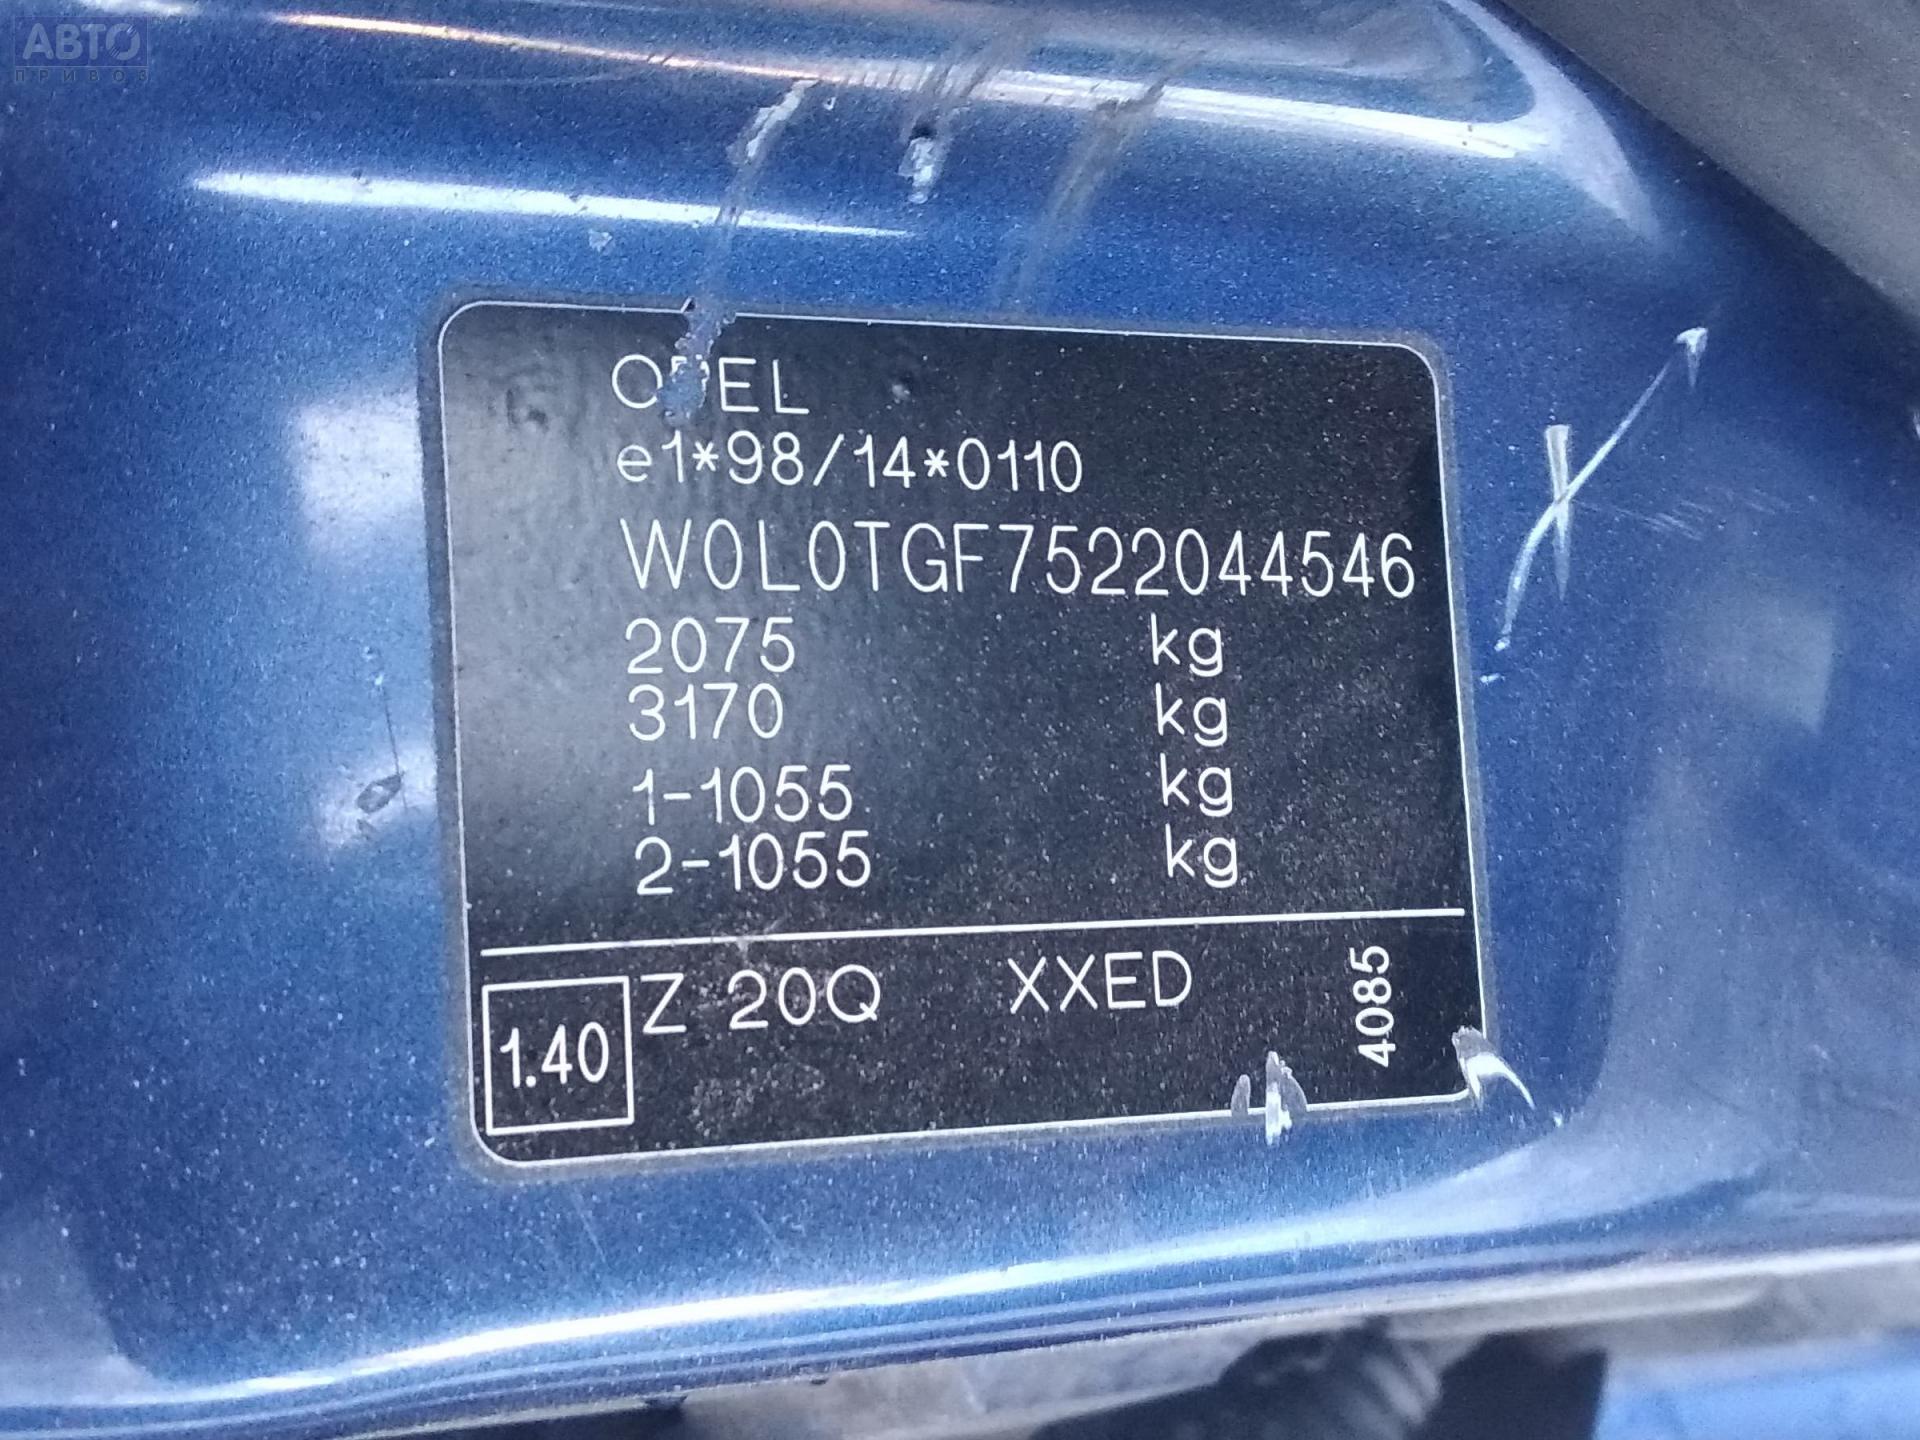 АВТО
ПРИВОЗ
OPEL
e1*98/14*0110
W0L0TGF7522044546
2075 kg
3170 kg
1-1055 kg
2-1055 kg
Z 20Q XXED
4085
1.40